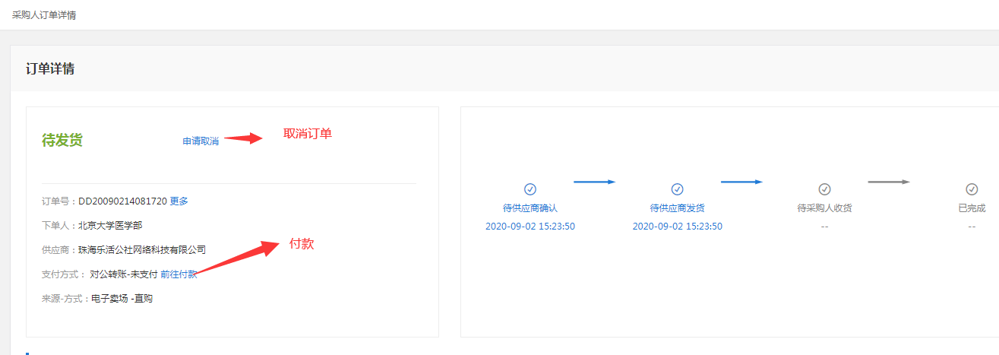 采购人订单详情
订单详情
待发货 申请取消 取消订单
订单号：DD20090214081720 更多
下单人：北京大学医学部
供应商：珠海乐活公社网络科技有限公司
支付方式： 对公转账-未支付 前往付款
付款
来源-方式：电子卖场 -直购
待供应商确认 待供应商发货 待采购人收货 已完成
2020-09-02 15:23:50 2020-09-02 15:23:50 -- --